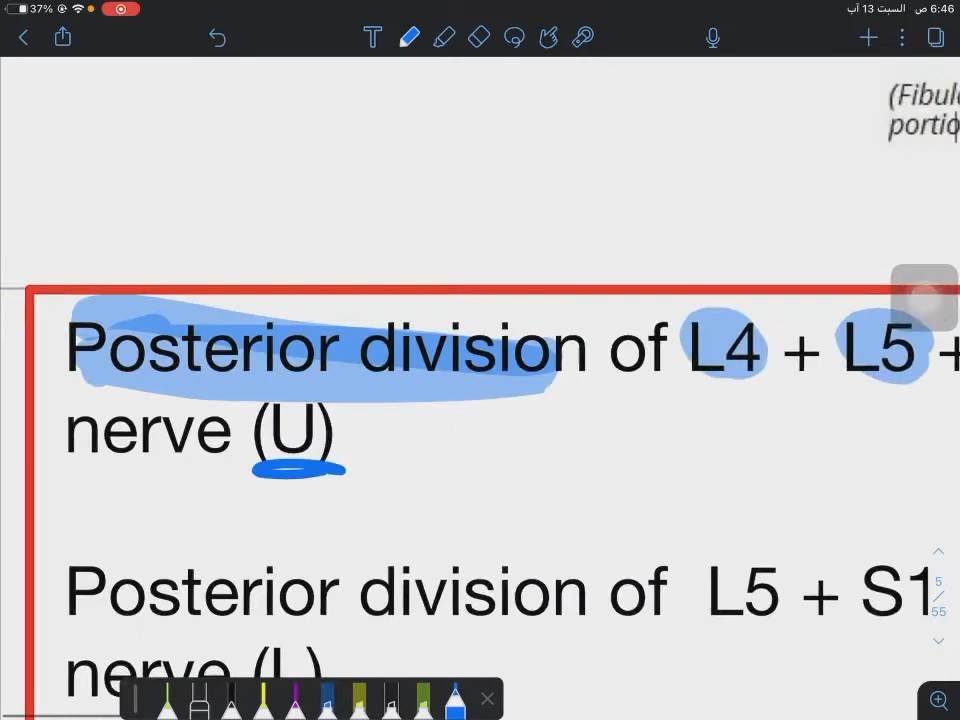 37%
6:46 ص السبت 13 آب
(Fibul
portio
Posterior division of L4 + L5 +
nerve (U)
Posterior division of L5 + S1
nerve (L)
5
/
55